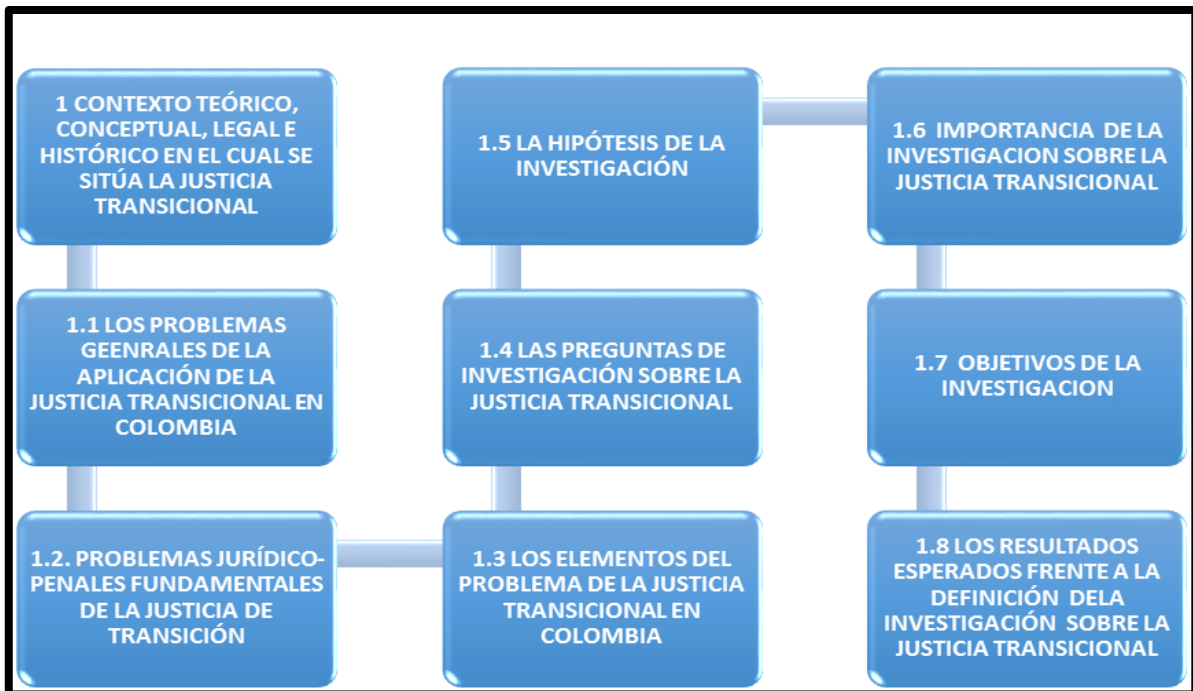 1 CONTEXTO TEÓRICO,
CONCEPTUAL, LEGAL E
HISTÓRICO EN EL CUAL SE
SITÚA LA JUSTICIA
TRANSICIONAL
1.1 LOS PROBLEMAS
GEENRALES DE LA
APLICACIÓN DE LA
JUSTICIA TRANSICIONAL EN
COLOMBIA
1.2. PROBLEMAS JURÍDICO-
PENALES FUNDAMENTALES
DE LA JUSTICIA DE
TRANSICIÓN
1.3 LOS ELEMENTOS DEL
PROBLEMA DE LA JUSTICIA
TRANSICIONAL EN
COLOMBIA
1.4 LAS PREGUNTAS DE
INVESTIGACIÓN SOBRE LA
JUSTICIA TRANSICIONAL
1.5 LA HIPÓTESIS DE LA
INVESTIGACIÓN
1.6 IMPORTANCIA DE LA
INVESTIGACION SOBRE LA
JUSTICIA TRANSICIONAL
1.7 OBJETIVOS DE LA
INVESTIGACION
1.8 LOS RESULTADOS
ESPERADOS FRENTE A LA
DEFINICIÓN DELA
INVESTIGACIÓN SOBRE LA
JUSTICIA TRANSICIONAL